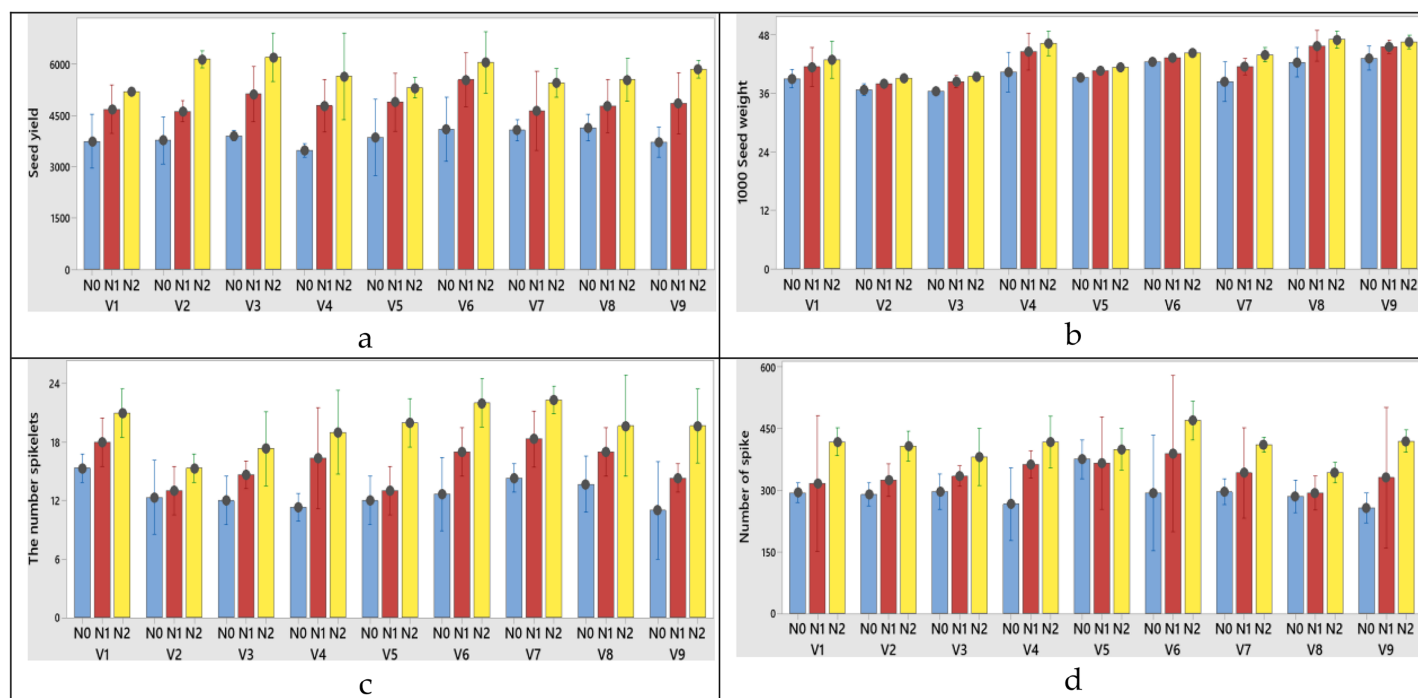 Seed yield
6000
4500
3000
1500
0
N0 N1 N2 N0 N1 N2 N0 N1 N2 N0 N1 N2 N0 N1 N2 N0 N1 N2 N0 N1 N2 N0 N1 N2 N0 N1 N2
V1 V2 V3 V4 V5 V6 V7 V8 V9
a
1000 Seed weight
48
36
24
12
0
N0 N1 N2 N0 N1 N2 N0 N1 N2 N0 N1 N2 N0 N1 N2 N0 N1 N2 N0 N1 N2 N0 N1 N2 N0 N1 N2
V1 V2 V3 V4 V5 V6 V7 V8 V9
b
The number spikelets
24
18
12
6
0
N0 N1 N2 N0 N1 N2 N0 N1 N2 N0 N1 N2 N0 N1 N2 N0 N1 N2 N0 N1 N2 N0 N1 N2 N0 N1 N2
V1 V2 V3 V4 V5 V6 V7 V8 V9
c
Number of spike
600
450
300
150
0
N0 N1 N2 N0 N1 N2 N0 N1 N2 N0 N1 N2 N0 N1 N2 N0 N1 N2 N0 N1 N2 N0 N1 N2 N0 N1 N2
V1 V2 V3 V4 V5 V6 V7 V8 V9
d